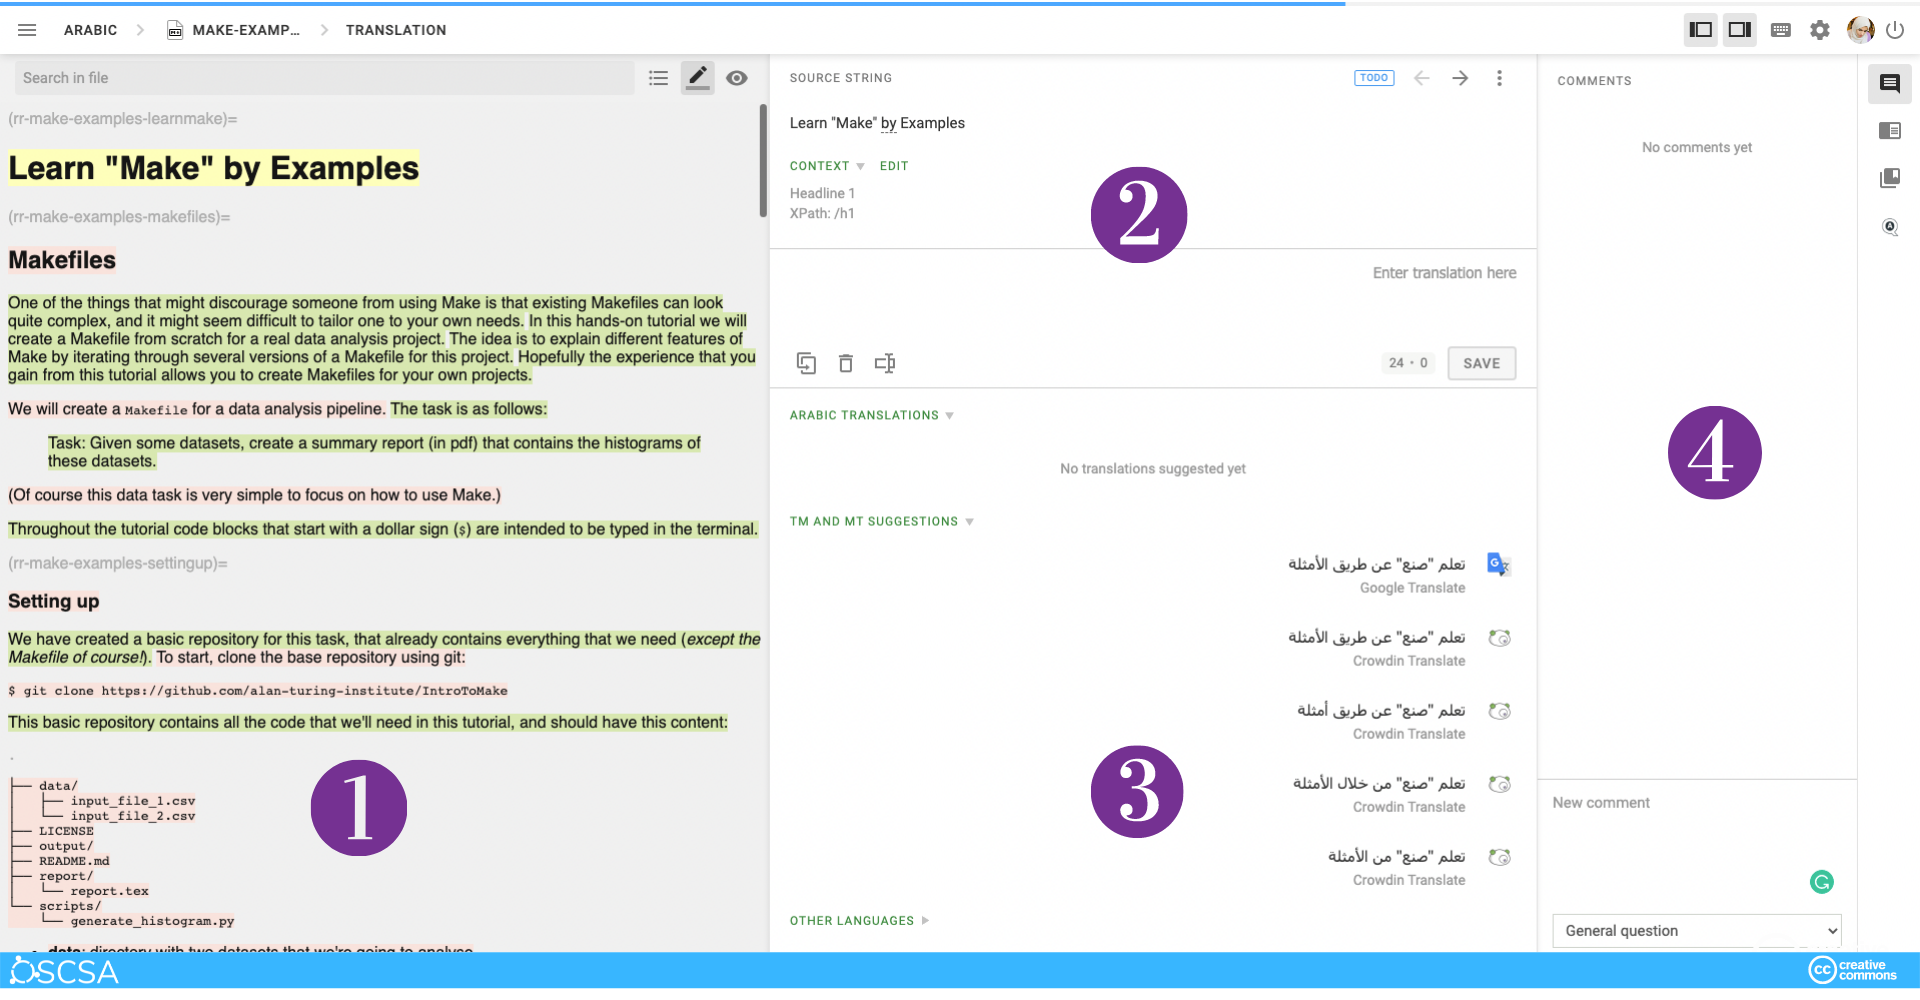 ARABIC
MAKE-EXAMP...
TRANSLATION
Search in file
(rr-make-examples-learnmake)=
Learn "Make" by Examples
(rr-make-examples-makefiles)=
Makefiles
One of the things that might discourage someone from using Make is that existing Makefiles can look
quite complex, and it might seem difficult to tailor one to your own needs. In this hands-on tutorial we will
create a Makefile from scratch for a real data analysis project. The idea is to explain different features of
Make by iterating through several versions of a Makefile for this project. Hopefully the experience that you
gain from this tutorial allows you to create Makefiles for your own projects.
We will create a Makefile for a data analysis pipeline. The task is as follows:
Task: Given some datasets, create a summary report (in pdf) that contains the histograms of
these datasets.
(Of course this data task is very simple to focus on how to use Make.)
Throughout the tutorial code blocks that start with a dollar sign ($) are intended to be typed in the terminal.
(rr-make-examples-settingup)=
Setting up
We have created a basic repository for this task, that already contains everything that we need (except the
Makefile of course!). To start, clone the base repository using git:
$ git clone https://github.com/alan-turing-institute/IntroToMake
This basic repository contains all the code that we'll need in this tutorial, and should have this content:
.
├── data/
│   ├── input_file_1.csv
│   └── input_file_2.csv
├── LICENSE
├── output/
├── README.md
├── report/
│   └── report.tex
└── scripts/
    └── generate_histogram.py
• data: directory with two datasets that we're going to analyse
1
SOURCE STRING
TODO
Learn "Make" by Examples
CONTEXT
EDIT
Headline 1
XPath: /h1
2
Enter translation here
24 • 0
SAVE
ARABIC TRANSLATIONS
No translations suggested yet
TM AND MT SUGGESTIONS
تعلم "صنع" عن طريق الأمثلة
Google Translate
تعلم "صنع" عن طريق الأمثلة
Crowdin Translate
تعلم "صنع" عن طريق أمثلة
Crowdin Translate
تعلم "صنع" من خلال الأمثلة
Crowdin Translate
تعلم "صنع" من الأمثلة
Crowdin Translate
3
OTHER LANGUAGES
COMMENTS
No comments yet
4
New comment
General question
OSCSA
cc creative
commons